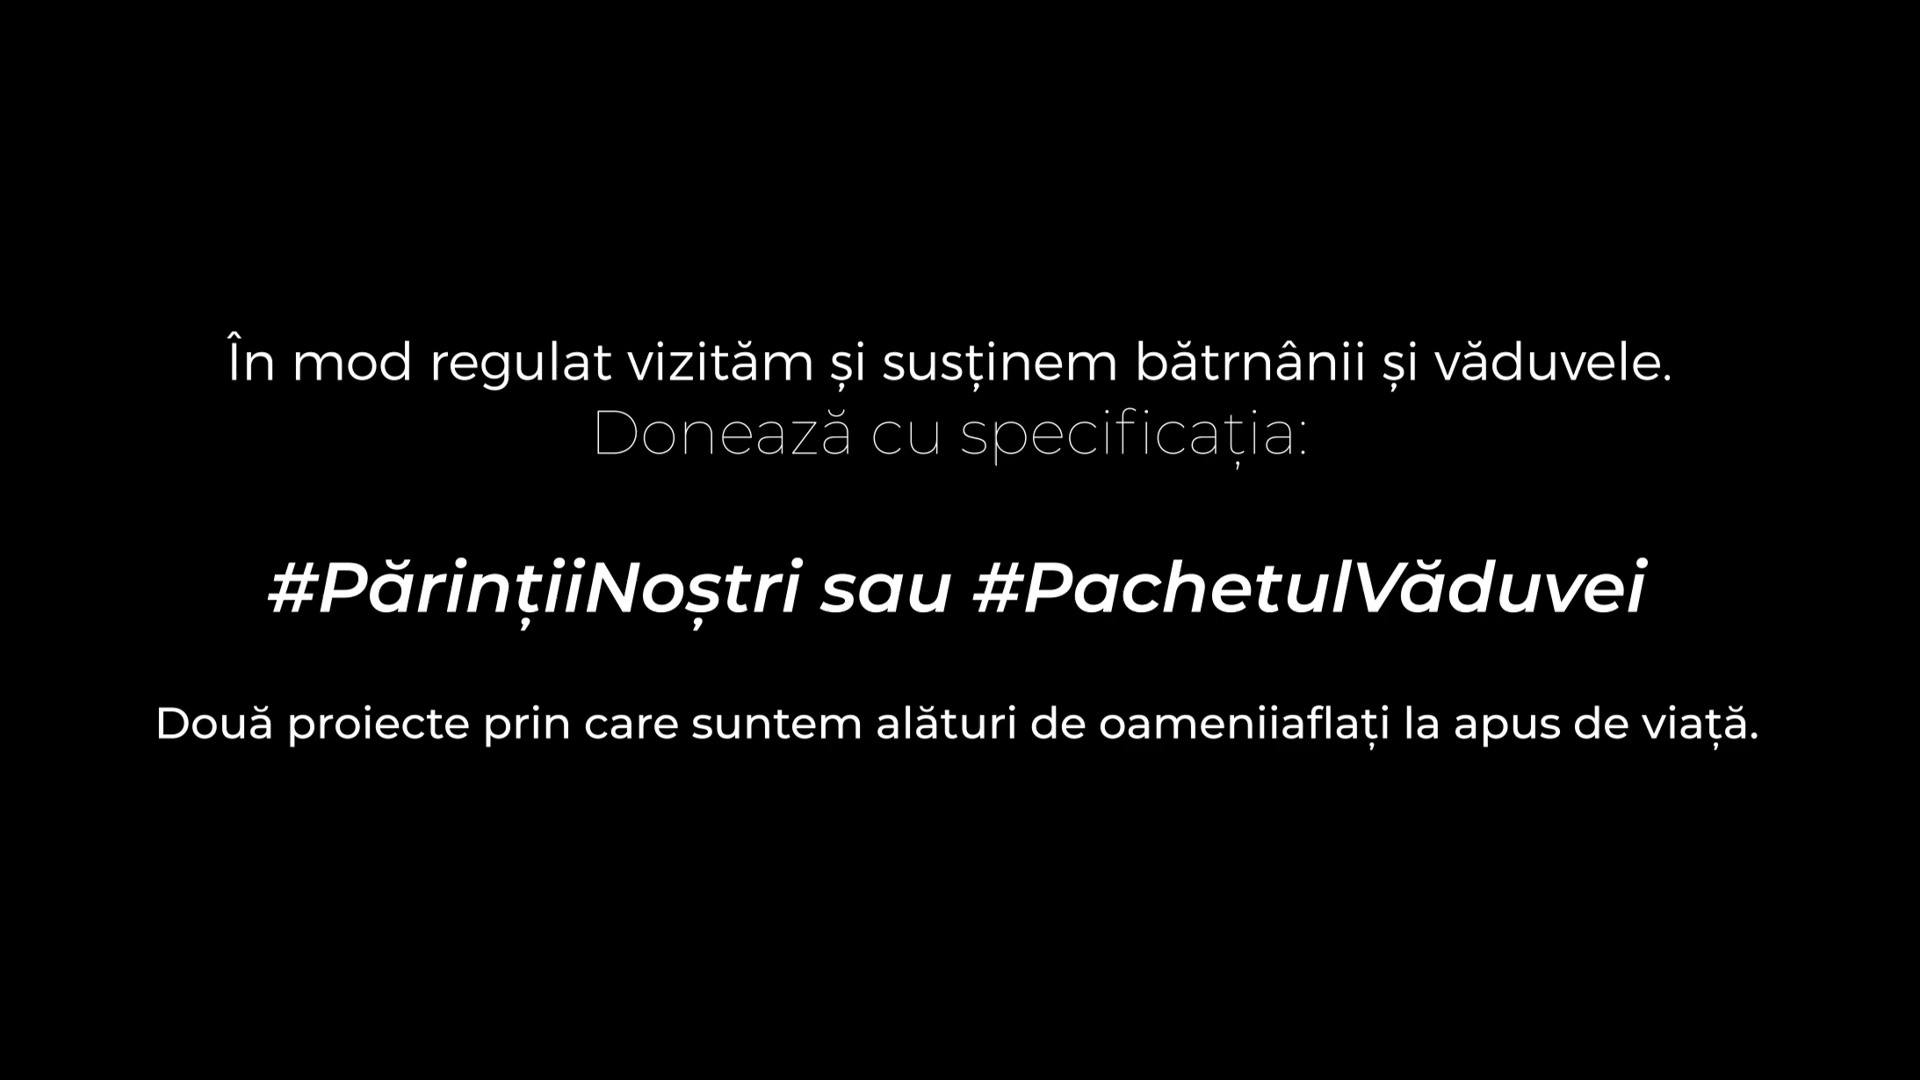 În mod regulat vizităm și susținem bătrnânii și văduvele.
Donează cu specificația:
#PărințiiNoștri sau #PachetulVăduvei
Două proiecte prin care suntem alături de oameniiaflați la apus de viață.